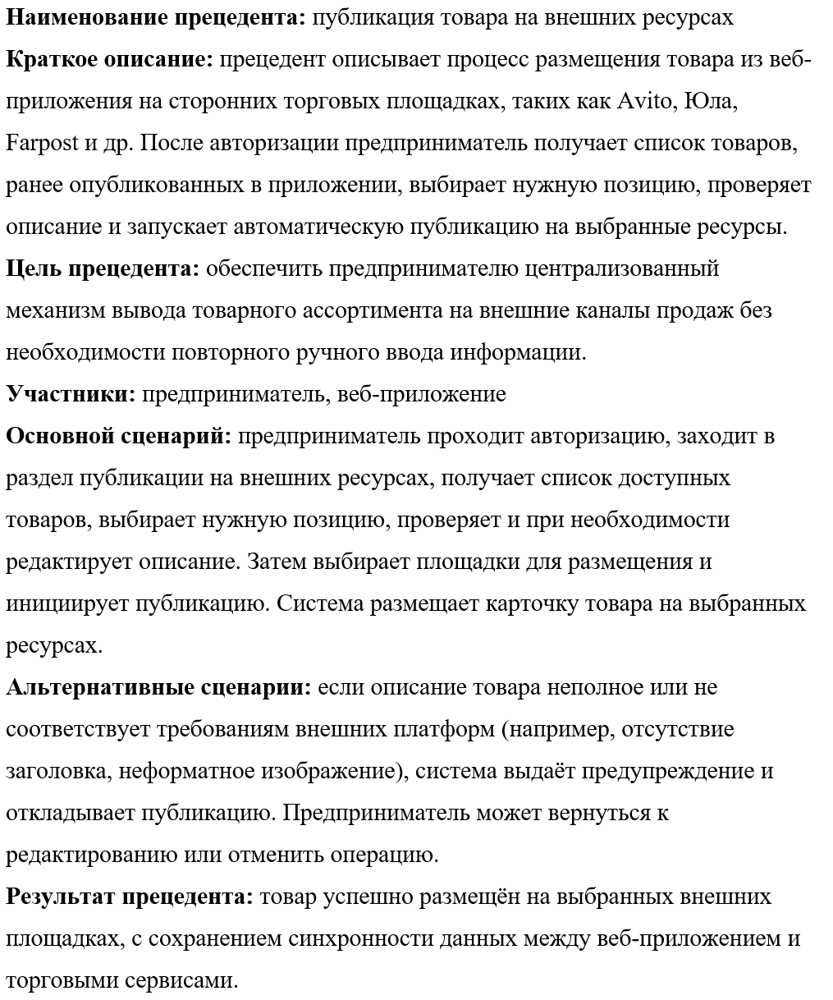 Наименование прецедента: публикация товара на внешних ресурсах
Краткое описание: прецедент описывает процесс размещения товара из веб-
приложения на сторонних торговых площадках, таких как Avito, Юла,
Farpost и др. После авторизации предприниматель получает список товаров,
ранее опубликованных в приложении, выбирает нужную позицию, проверяет
описание и запускает автоматическую публикацию на выбранные ресурсы.
Цель прецедента: обеспечить предпринимателю централизованный
механизм вывода товарного ассортимента на внешние каналы продаж без
необходимости повторного ручного ввода информации.
Участники: предприниматель, веб-приложение
Основной сценарий: предприниматель проходит авторизацию, заходит в
раздел публикации на внешних ресурсах, получает список доступных
товаров, выбирает нужную позицию, проверяет и при необходимости
редактирует описание. Затем выбирает площадки для размещения и
инициирует публикацию. Система размещает карточку товара на выбранных
ресурсах.
Альтернативные сценарии: если описание товара неполное или не
соответствует требованиям внешних платформ (например, отсутствие
заголовка, неформатное изображение), система выдаёт предупреждение и
откладывает публикацию. Предприниматель может вернуться к
редактированию или отменить операцию.
Результат прецедента: товар успешно размещён на выбранных внешних
площадках, с сохранением синхронности данных между веб-приложением и
торговыми сервисами.